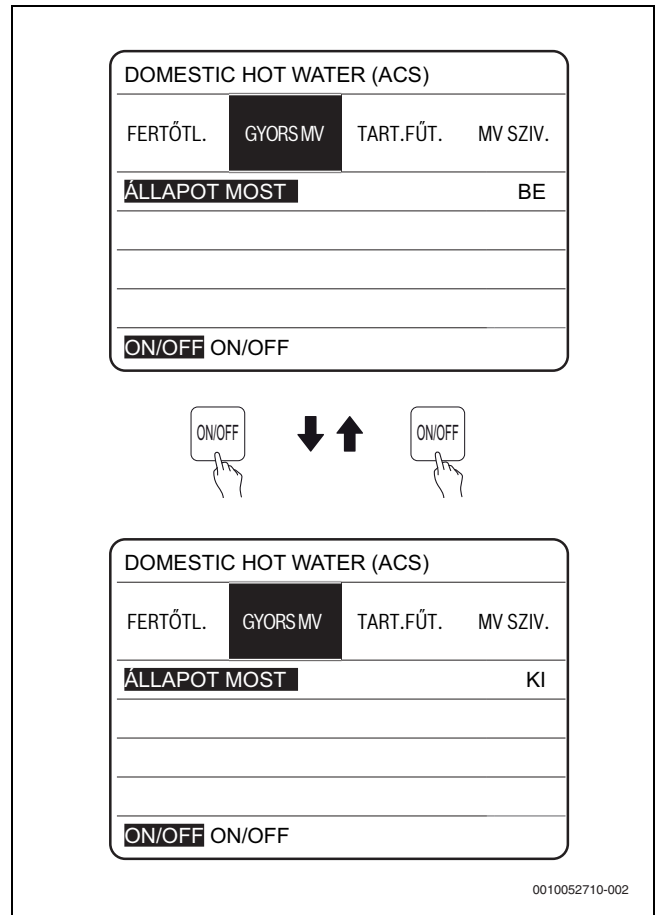 DOMESTIC HOT WATER (ACS)
FERTŐTL. GYORS MV TART.FŰT. MV SZIV.
ÁLLAPOT MOST BE
ON/OFF ON/OFF
ON/OFF ON/OFF
DOMESTIC HOT WATER (ACS)
FERTŐTL. GYORS MV TART.FŰT. MV SZIV.
ÁLLAPOT MOST KI
ON/OFF ON/OFF
0010052710-002